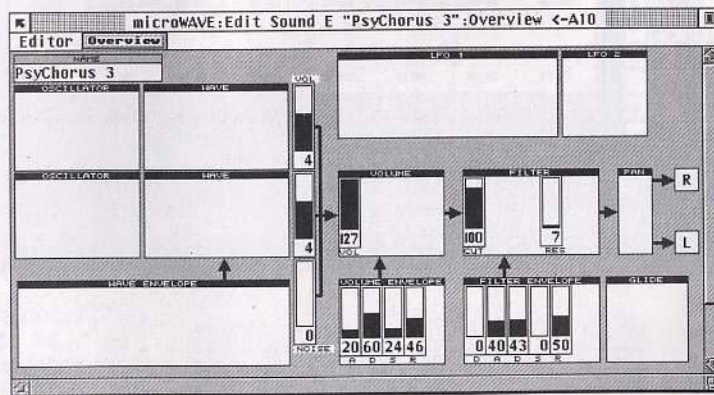 microWAVE:Edit Sound E "PsyChorus 3":Overview <-A10
Editor Overview
NAME
PsyChorus 3
LFO 1
LFO 2
OSCILLATOR
WAVE
VOL
4
OSCILLATOR
WAVE
4
VOLUME
127
VOL
FILTER
100
CUT
7
RES
PAN
R
L
WAVE ENVELOPE
0
NOISE
VOLUME ENVELOPE
20 60 24 46
A D S R
FILTER ENVELOPE
0 40 43 0 50
D A D S R
GLIDE